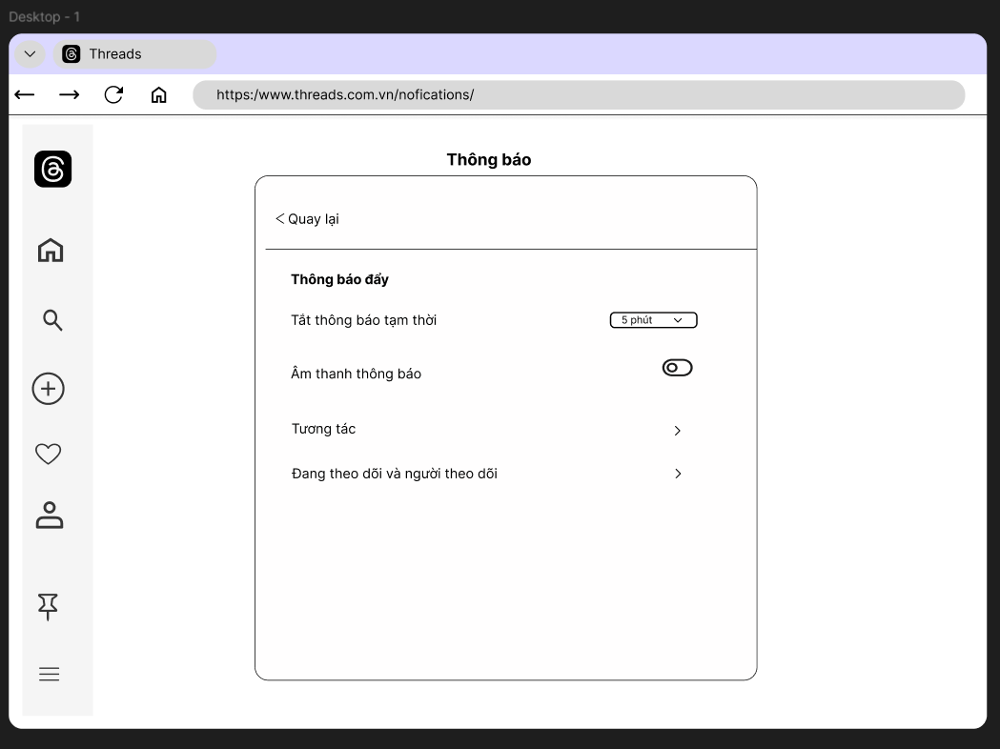 Desktop - 1
Threads
https:/www.threads.com.vn/nofications/
Thông báo
< Quay lại
Thông báo đẩy
Tắt thông báo tạm thời
5 phút
Âm thanh thông báo
Tương tác
Đang theo dõi và người theo dõi